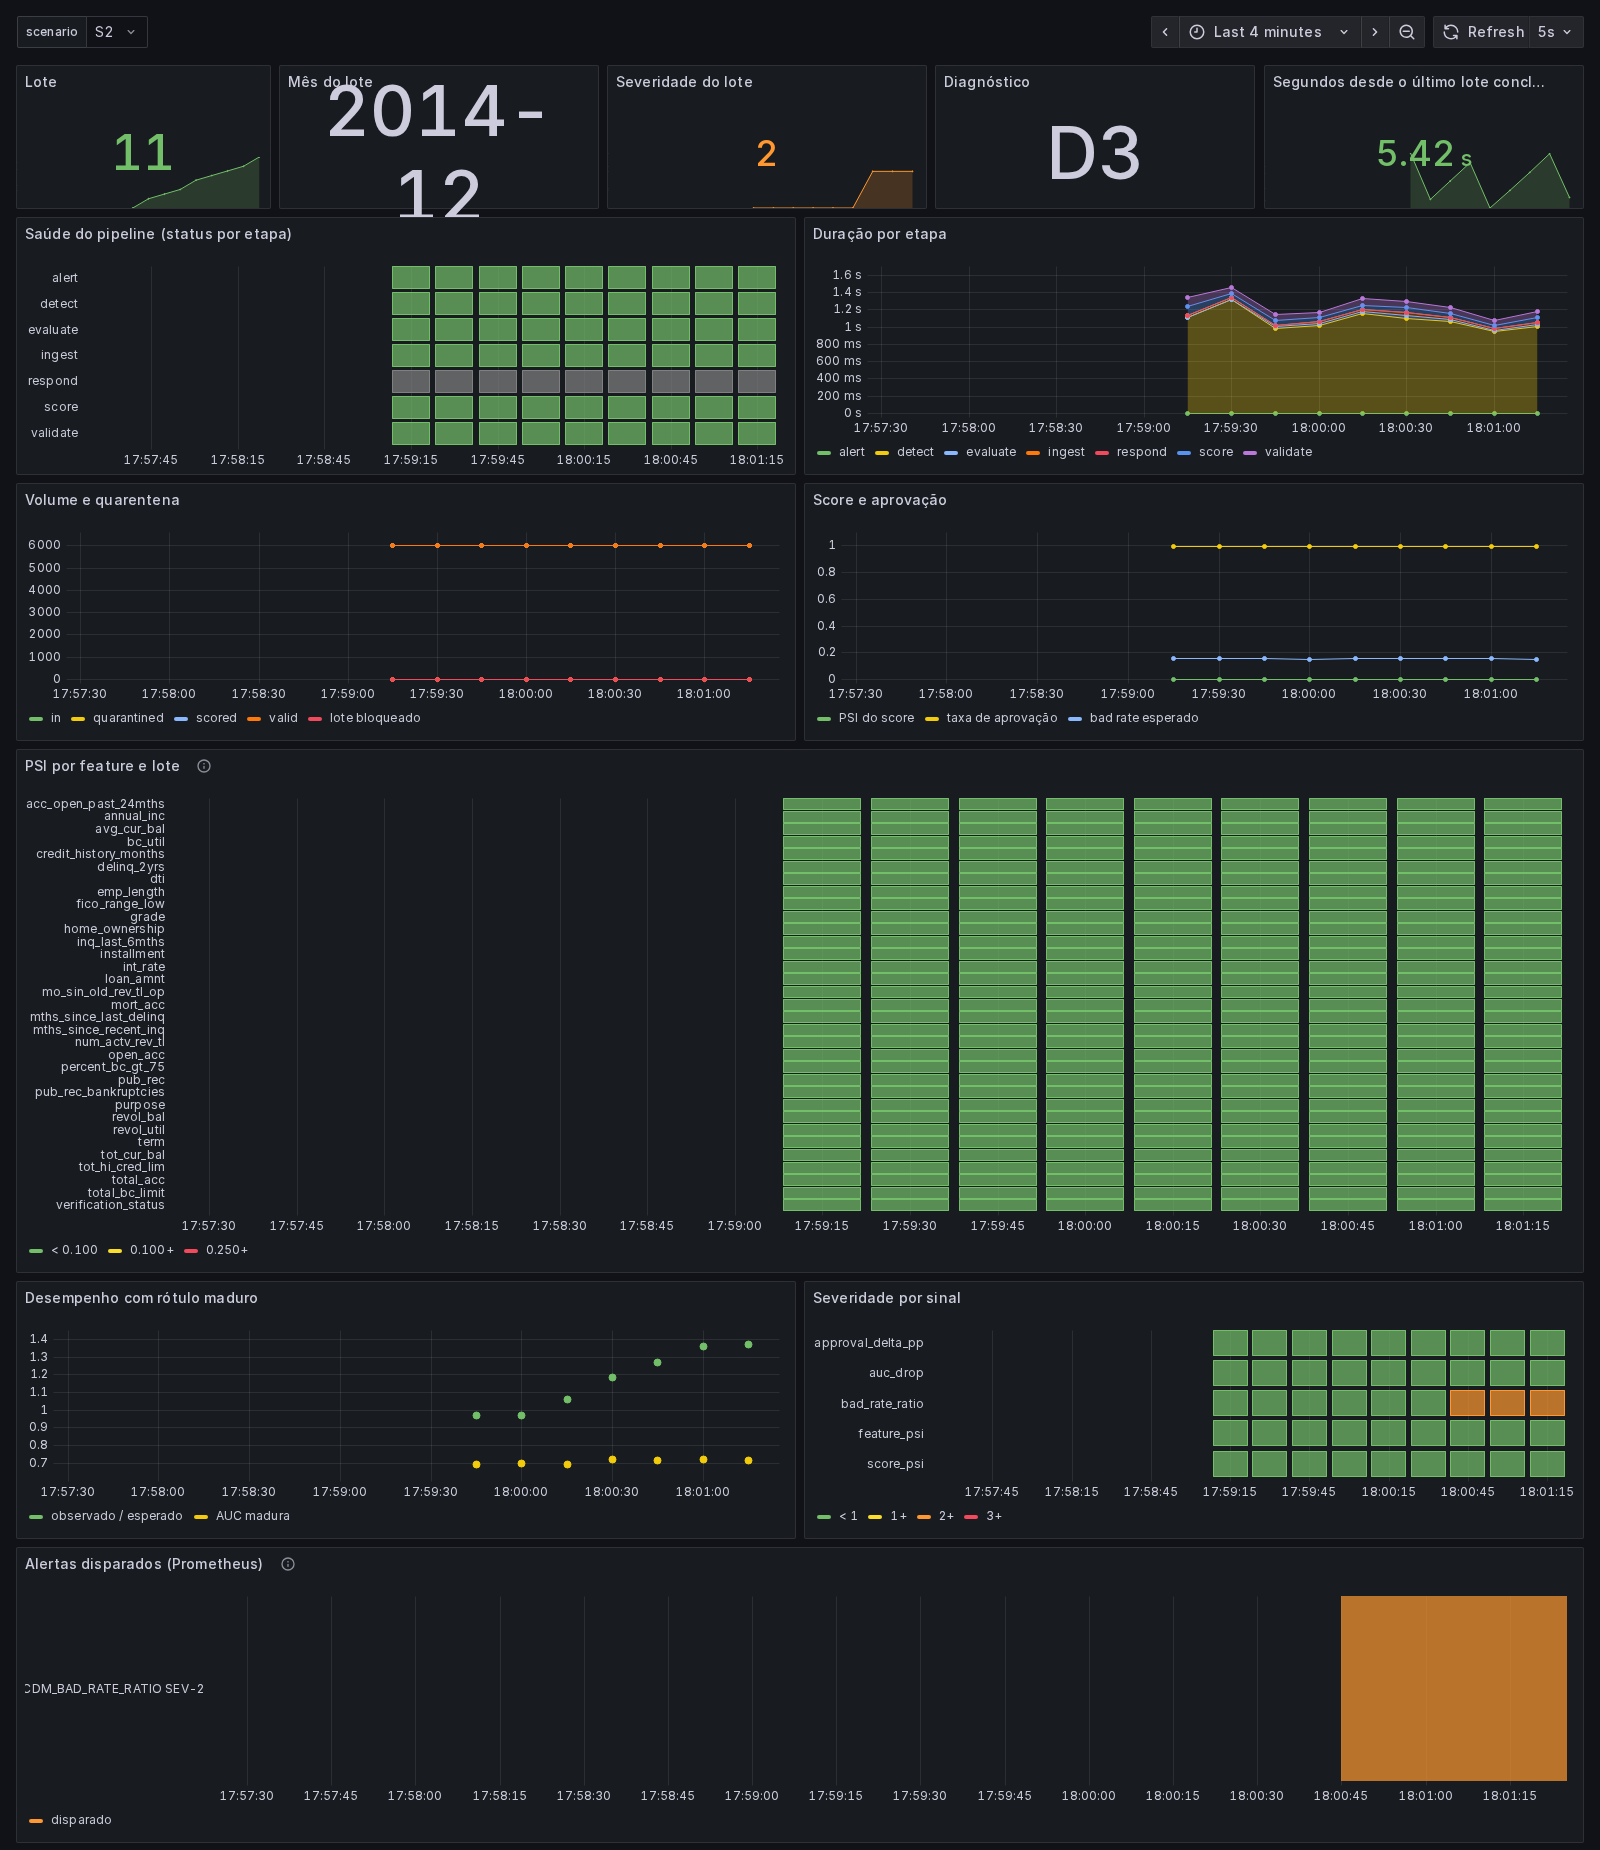 scenario S2 Last 4 minutes Refresh 5s
Lote
11
Mês do lote
2014-
12
Severidade do lote
2
Diagnóstico
D3
Segundos desde o último lote concl...
5.42 s
Saúde do pipeline (status por etapa)
alert
detect
evaluate
ingest
respond
score
validate
17:57:45 17:58:15 17:58:45 17:59:15 17:59:45 18:00:15 18:00:45 18:01:15
Duração por etapa
1.6 s
1.4 s
1.2 s
1 s
800 ms
600 ms
400 ms
200 ms
0 s
17:57:30 17:58:00 17:58:30 17:59:00 17:59:30 18:00:00 18:00:30 18:01:00
alert detect evaluate ingest respond score validate
Volume e quarentena
6000
5000
4000
3000
2000
1000
0
17:57:30 17:58:00 17:58:30 17:59:00 17:59:30 18:00:00 18:00:30 18:01:00
in quarantined scored valid lote bloqueado
Score e aprovação
1
0.8
0.6
0.4
0.2
0
17:57:30 17:58:00 17:58:30 17:59:00 17:59:30 18:00:00 18:00:30 18:01:00
PSI do score taxa de aprovação bad rate esperado
PSI por feature e lote
acc_open_past_24mths
annual_inc
avg_cur_bal
bc_util
credit_history_months
delinq_2yrs
dti
emp_length
fico_range_low
grade
home_ownership
inq_last_6mths
installment
int_rate
loan_amnt
mo_sin_old_rev_tl_op
mort_acc
mths_since_last_delinq
mths_since_recent_inq
num_actv_rev_tl
open_acc
percent_bc_gt_75
pub_rec
pub_rec_bankruptcies
purpose
revol_bal
revol_util
term
tot_cur_bal
tot_hi_cred_lim
total_acc
total_bc_limit
verification_status
17:57:30 17:57:45 17:58:00 17:58:15 17:58:30 17:58:45 17:59:00 17:59:15 17:59:30 17:59:45 18:00:00 18:00:15 18:00:30 18:00:45 18:01:00 18:01:15
< 0.100 0.100+ 0.250+
Desempenho com rótulo maduro
1.4
1.3
1.2
1.1
1
0.9
0.8
0.7
17:57:30 17:58:00 17:58:30 17:59:00 17:59:30 18:00:00 18:00:30 18:01:00
observado / esperado AUC madura
Severidade por sinal
approval_delta_pp
auc_drop
bad_rate_ratio
feature_psi
score_psi
17:57:45 17:58:15 17:58:45 17:59:15 17:59:45 18:00:15 18:00:45 18:01:15
< 1 1+ 2+ 3+
Alertas disparados (Prometheus)
CDM_BAD_RATE_RATIO SEV-2
17:57:30 17:57:45 17:58:00 17:58:15 17:58:30 17:58:45 17:59:00 17:59:15 17:59:30 17:59:45 18:00:00 18:00:15 18:00:30 18:00:45 18:01:00 18:01:15
disparado